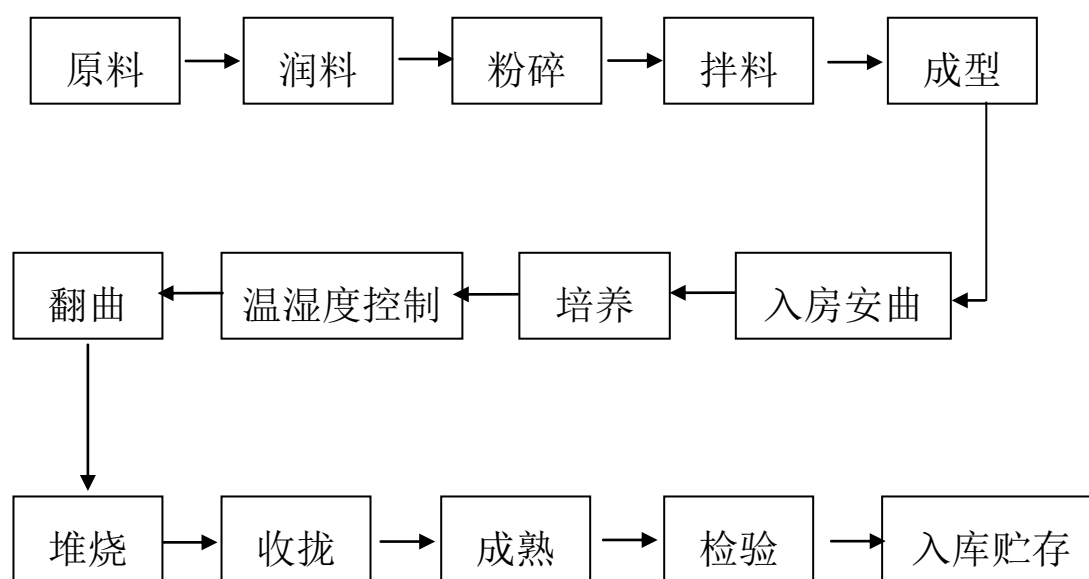 原料 润料 粉碎 拌料 成型
翻曲 温湿度控制 培养 入房安曲
堆烧 收拢 成熟 检验 入库贮存